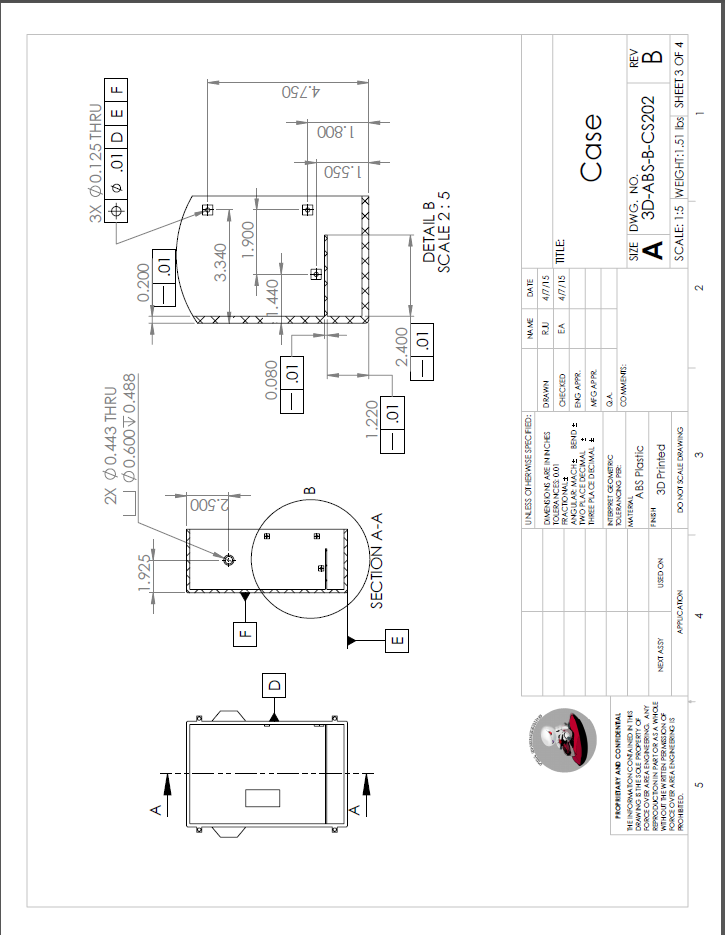 3X Ø0.125 THRU
⌖ Ø .01 D E F
4.750
1.800
1.550
0.200
— .01
3.340
1.900
1.440
0.080
— .01
2.400
— .01
1.220
— .01
DETAIL B
SCALE 2 : 5
2X Ø0.443 THRU
⌴ Ø0.600 ↧ 0.488
2.500
1.925
B
F
E
SECTION A-A
D
A
A
PROPRIETARY AND CONFIDENTIAL
THE INFORMATION CONTAINED IN THIS
DRAWING IS THE SOLE PROPERTY OF
FORCE OVER AREA ENGINEERING. ANY
REPRODUCTION IN PART OR AS A WHOLE
WITHOUT THE WRITTEN PERMISSION OF
FORCE OVER AREA ENGINEERING IS
PROHIBITED.
NEXT ASSY
USED ON
APPLICATION
UNLESS OTHERWISE SPECIFIED:
DIMENSIONS ARE IN INCHES
TOLERANCES: 0.01
FRACTIONAL±
ANGULAR: MACH± BEND ±
TWO PLACE DECIMAL ±
THREE PLACE DECIMAL ±
INTERPRET GEOMETRIC
TOLERANCING PER:
MATERIAL
ABS Plastic
FINISH
3D Printed
DO NOT SCALE DRAWING
NAME DATE
DRAWN RJU 4/7/15
CHECKED EA 4/7/15
ENG APPR.
MFG APPR.
Q.A.
COMMENTS:
TITLE:
Case
SIZE DWG. NO. REV
A 3D-ABS-B-CS202 B
SCALE: 1:5 WEIGHT: 1.51 lbs SHEET 3 OF 4
5
4
3
2
1